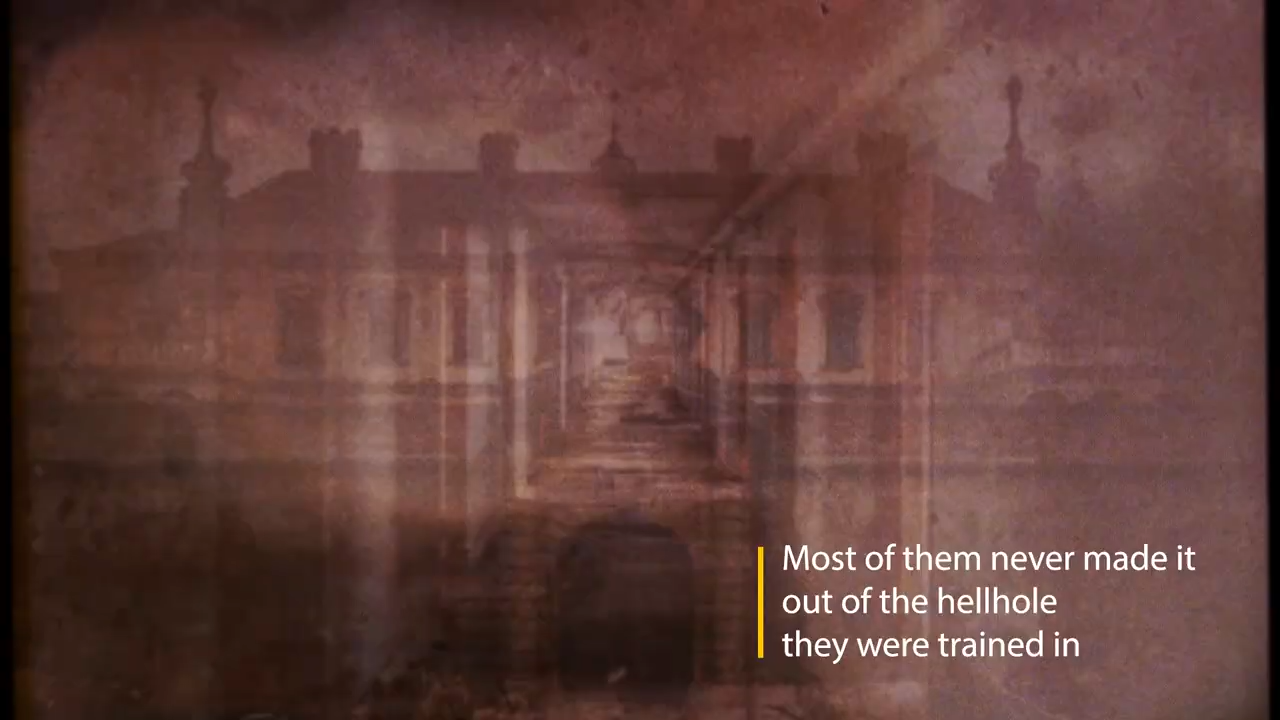 Most of them never made it
out of the hellhole
they were trained in